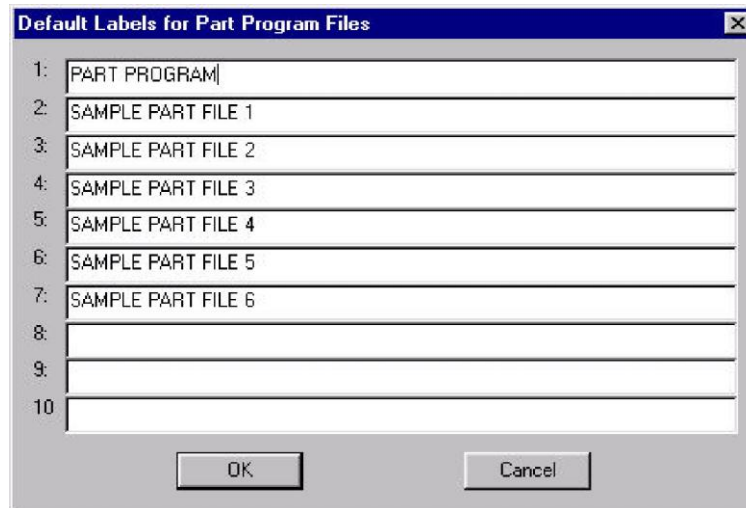 Default Labels for Part Program Files
1: PART PROGRAM
2: SAMPLE PART FILE 1
3: SAMPLE PART FILE 2
4: SAMPLE PART FILE 3
5: SAMPLE PART FILE 4
6: SAMPLE PART FILE 5
7: SAMPLE PART FILE 6
8:
9:
10
OK Cancel